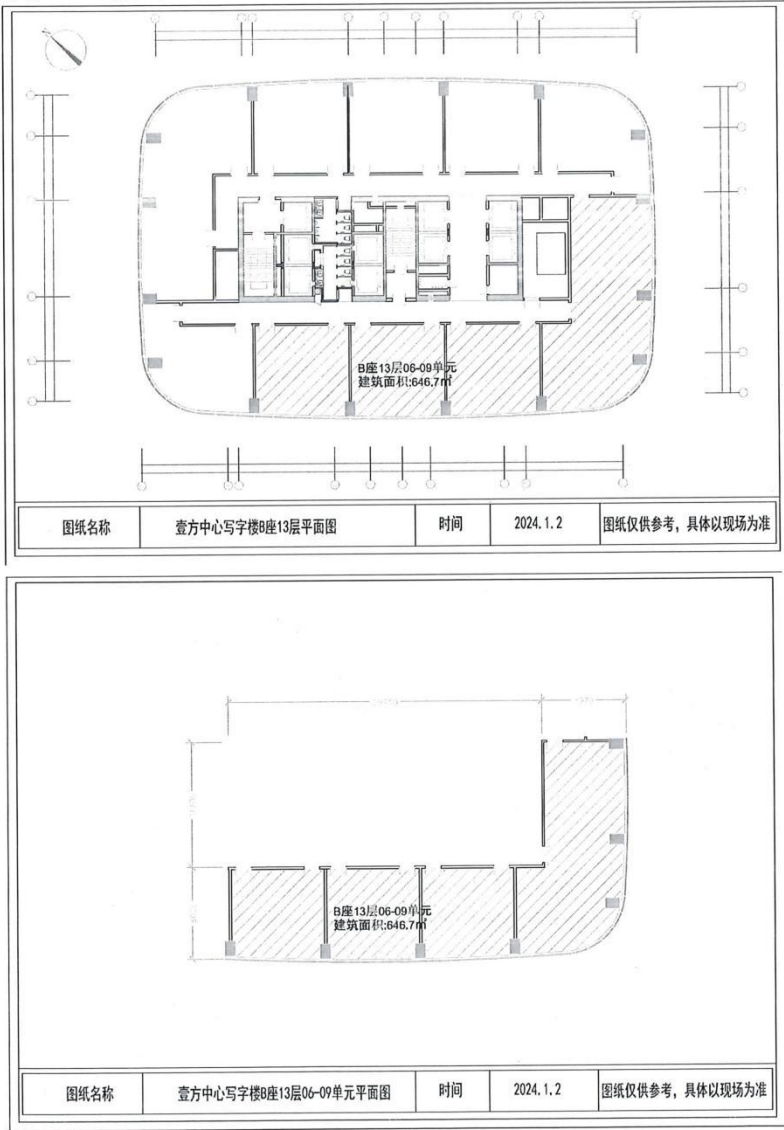 B座13层06-09单元
建筑面积:646.7㎡
图纸名称 壹方中心写字楼B座13层平面图 时间 2024.1.2 图纸仅供参考，具体以现场为准
B座13层06-09单元
建筑面积:646.7㎡
图纸名称 壹方中心写字楼B座13层06-09单元平面图 时间 2024.1.2 图纸仅供参考，具体以现场为准